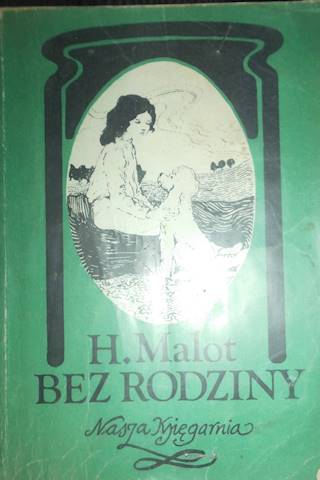 H. Malot
BEZ RODZINY
Nasza Księgarnia